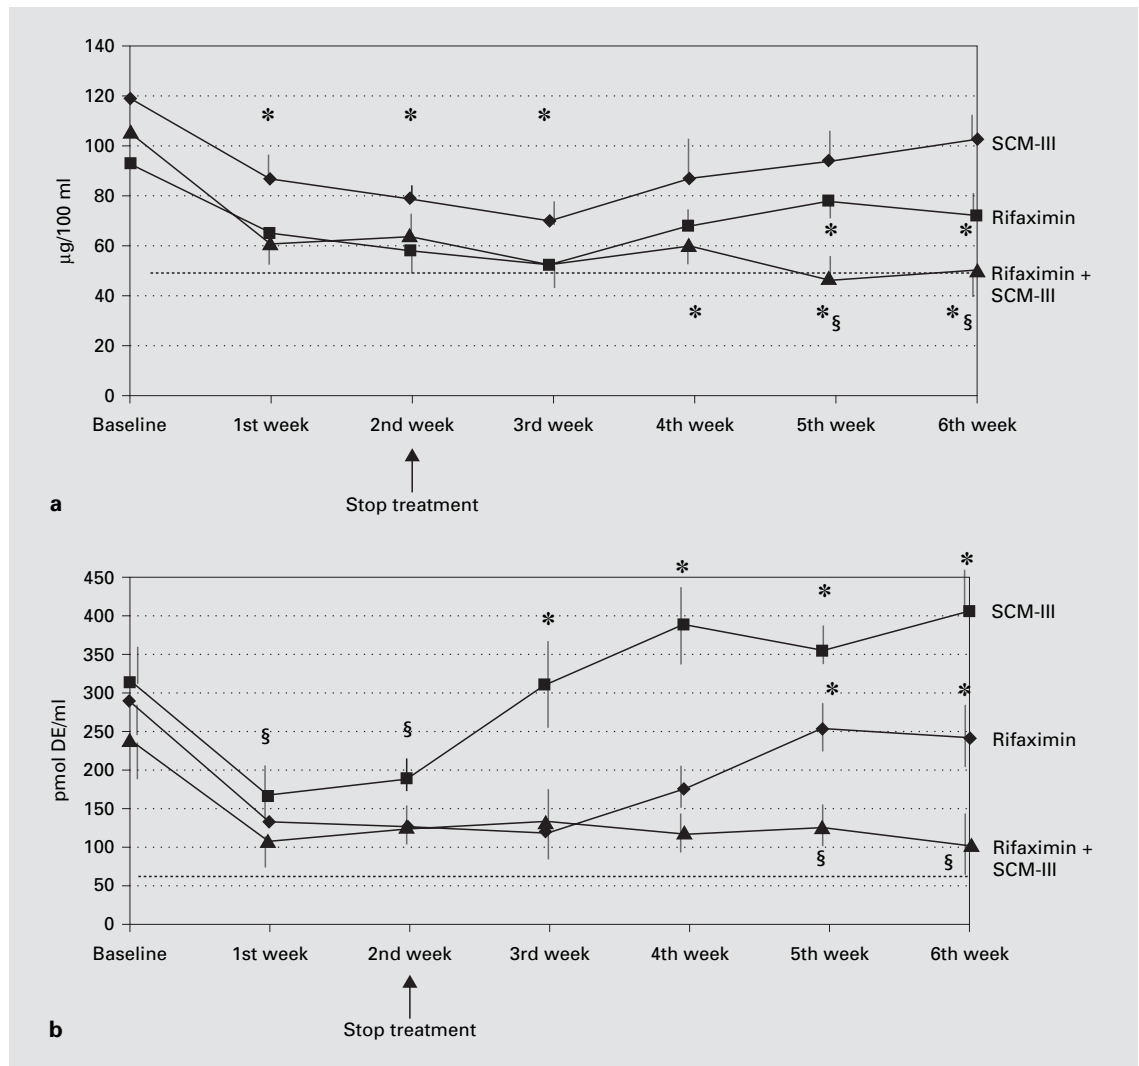 140
120
100
80
60
40
20
0
µg/100 ml
* * *
SCM-III
Rifaximin
* *
Rifaximin +
SCM-III
* *§ *§
Baseline 1st week 2nd week 3rd week 4th week 5th week 6th week
Stop treatment
a
450
400
350
300
250
200
150
100
50
0
pmol DE/ml
* * * *
SCM-III
§ § * *
Rifaximin
Rifaximin +
SCM-III
§ §
Baseline 1st week 2nd week 3rd week 4th week 5th week 6th week
Stop treatment
b